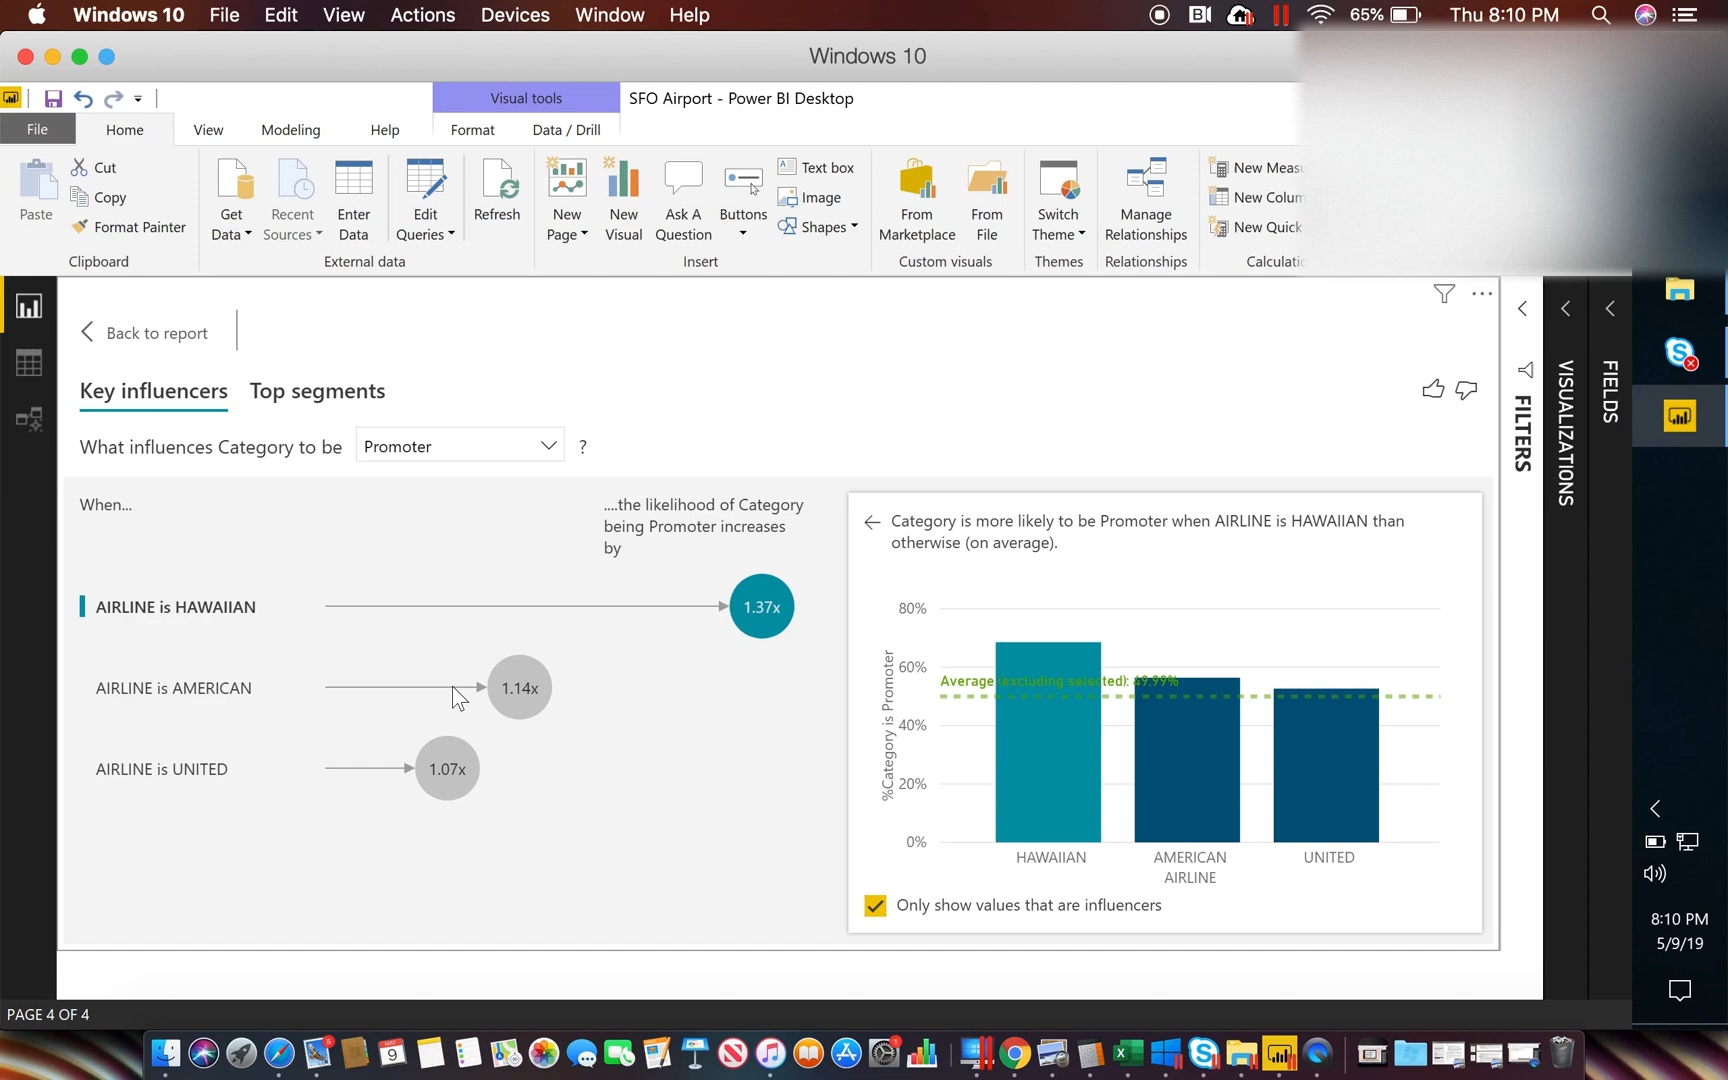 Windows 10 File Edit View Actions Devices Window Help 65% Thu 8:10 PM
Windows 10
Visual tools SFO Airport - Power BI Desktop
File Home View Modeling Help Format Data / Drill
Paste
Cut
Copy
Format Painter
Clipboard
Get
Data
Recent
Sources
Enter
Data
Edit
Queries
Refresh
External data
New
Page
New
Visual
Ask A
Question
Buttons
Text box
Image
Shapes
Insert
From
Marketplace
From
File
Custom visuals
Switch
Theme
Themes
Manage
Relationships
Relationships
New Measu
New Colum
New Quick
Calculatio
Back to report
Key influencers Top segments
What influences Category to be Promoter ?
When...
....the likelihood of Category
being Promoter increases
by
AIRLINE is HAWAIIAN 1.37x
AIRLINE is AMERICAN 1.14x
AIRLINE is UNITED 1.07x
Category is more likely to be Promoter when AIRLINE is HAWAIIAN than
otherwise (on average).
80%
60%
40%
20%
0%
%Category is Promoter
Average (excluding selected): 49.99%
HAWAIIAN AMERICAN UNITED
AIRLINE
Only show values that are influencers
FILTERS
VISUALIZATIONS
FIELDS
8:10 PM
5/9/19
PAGE 4 OF 4